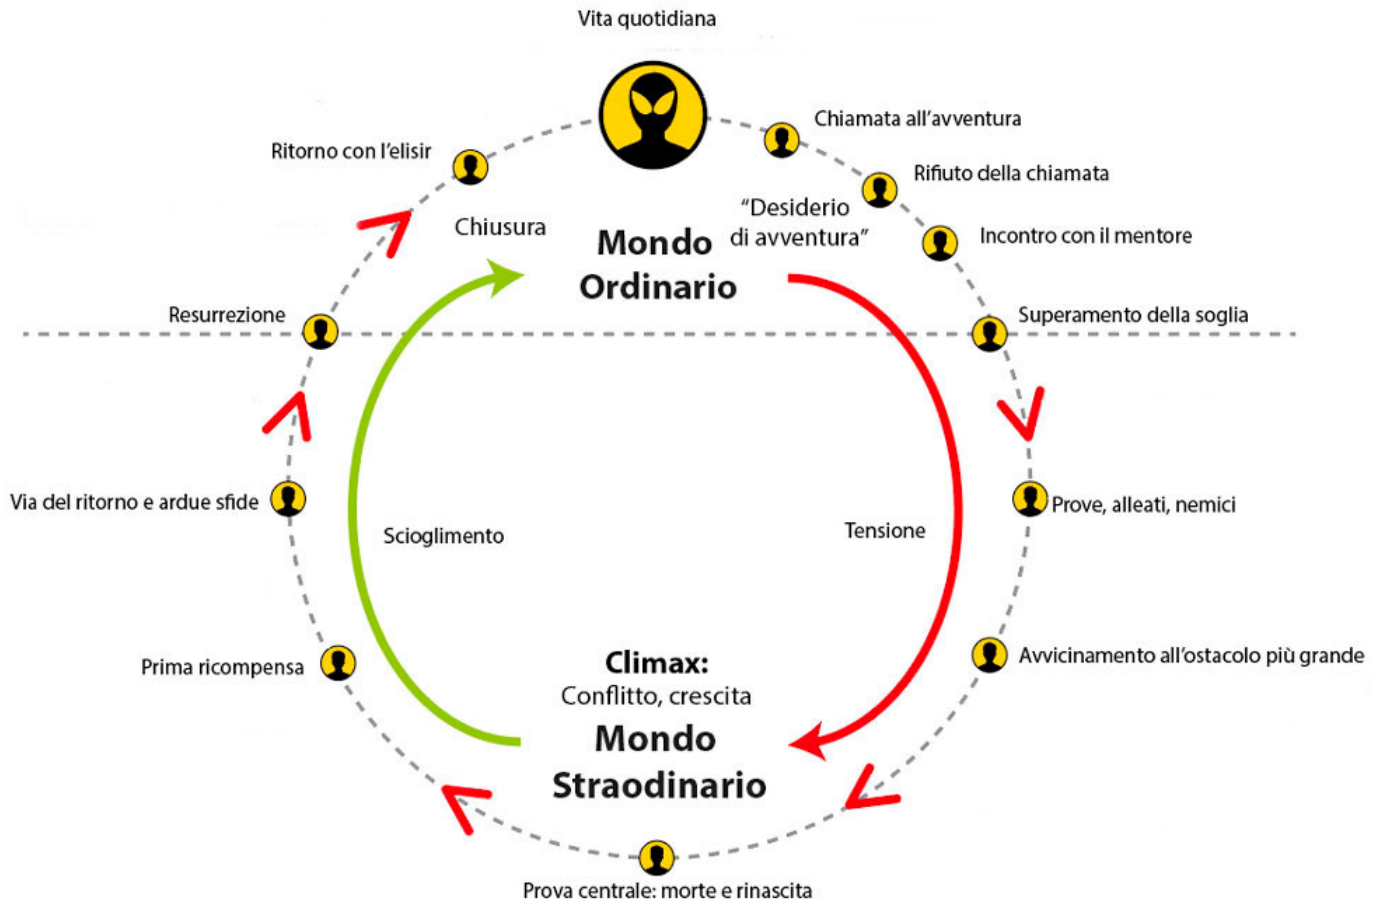 Vita quotidiana
Chiamata all'avventura
Rifiuto della chiamata
Incontro con il mentore
Superamento della soglia
Prove, alleati, nemici
Avvicinamento all'ostacolo più grande
Prova centrale: morte e rinascita
Prima ricompensa
Via del ritorno e ardue sfide
Resurrezione
Ritorno con l'elisir
Chiusura
Mondo
Ordinario
“Desiderio
di avventura”
Tensione
Scioglimento
Climax:
Conflitto, crescita
Mondo
Straodinario